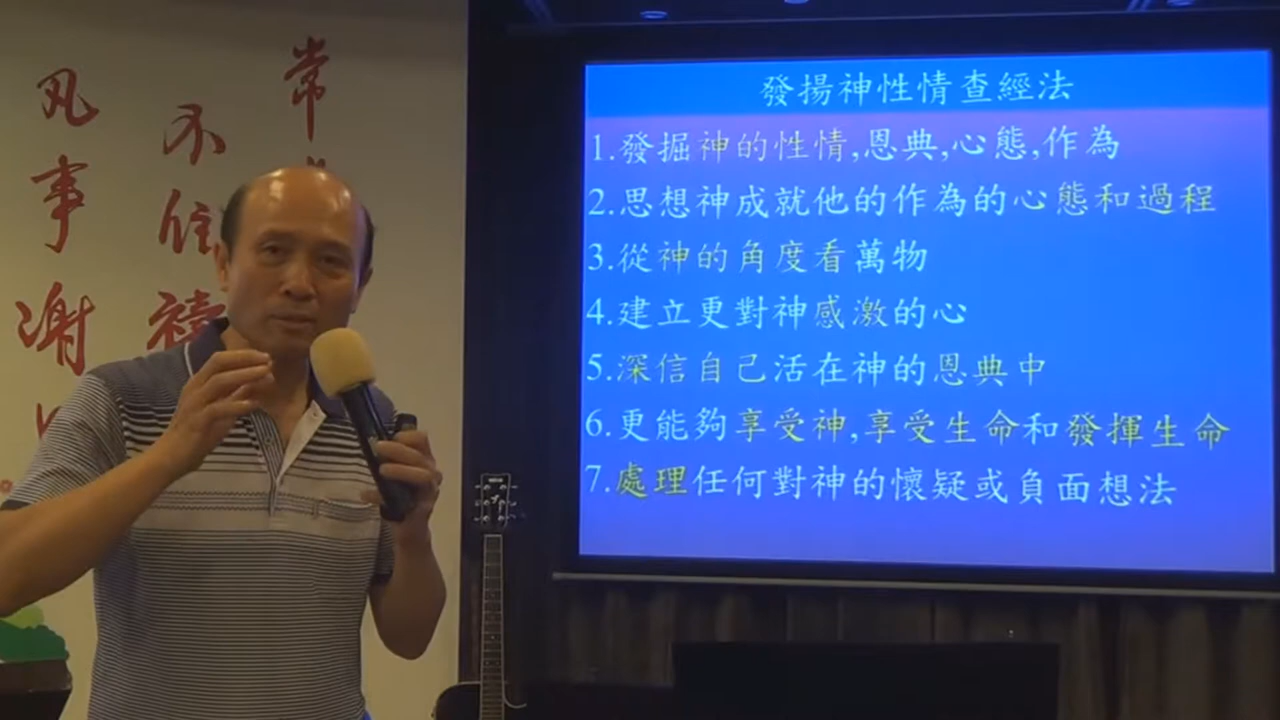 常
不住禱
凡事謝
發揚神性情查經法
1.發掘神的性情,恩典,心態,作為
2.思想神成就他的作為的心態和過程
3.從神的角度看萬物
4.建立更對神感激的心
5.深信自己活在神的恩典中
6.更能夠享受神,享受生命和發揮生命
7.處理任何對神的懷疑或負面想法